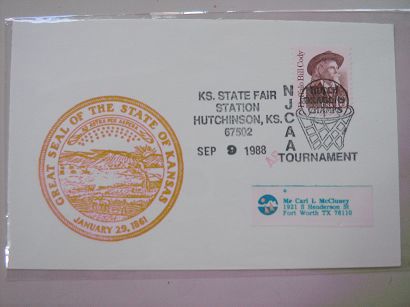 GREAT SEAL OF THE STATE OF KANSAS
AD ASTRA PER ASPERA
JANUARY 29, 1861
KS. STATE FAIR
STATION
HUTCHINSON, KS.
67502
SEP 9 1988
NJCAA
TOURNAMENT
Buffalo Bill Cody
Mr Carl L McCluney
1921 S Henderson St
Fort Worth TX 76110